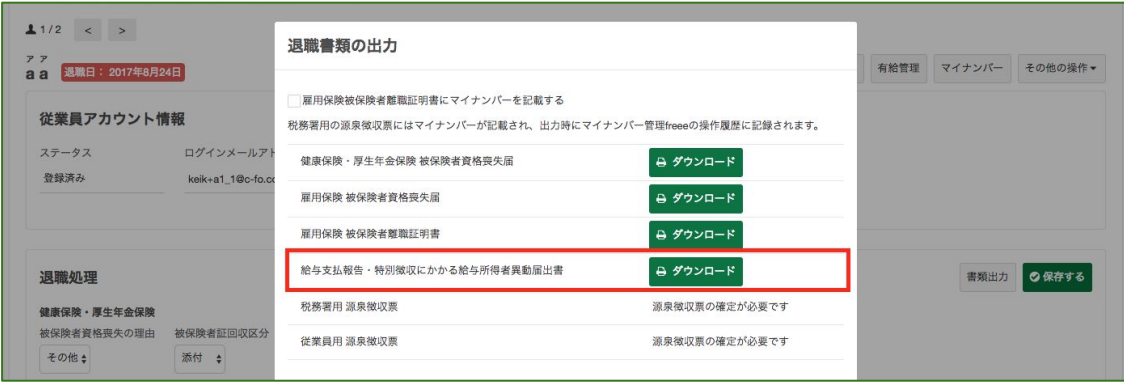 1/2 < >
ア ア
a a 退職日： 2017年8月24日
有給管理 マイナンバー その他の操作
従業員アカウント情報
ステータス ログインメールアド
登録済み keik+a1_1@c-fo.co
退職処理
書類出力 保存する
健康保険・厚生年金保険
被保険者資格喪失の理由 被保険者証回収区分
その他 添付
退職書類の出力
雇用保険被保険者離職証明書にマイナンバーを記載する
税務署用の源泉徴収票にはマイナンバーが記載され、出力時にマイナンバー管理freeeの操作履歴に記録されます。
健康保険・厚生年金保険 被保険者資格喪失届 ダウンロード
雇用保険 被保険者資格喪失届 ダウンロード
雇用保険 被保険者離職証明書 ダウンロード
給与支払報告・特別徴収にかかる給与所得者異動届出書 ダウンロード
税務署用 源泉徴収票 源泉徴収票の確定が必要です
従業員用 源泉徴収票 源泉徴収票の確定が必要です